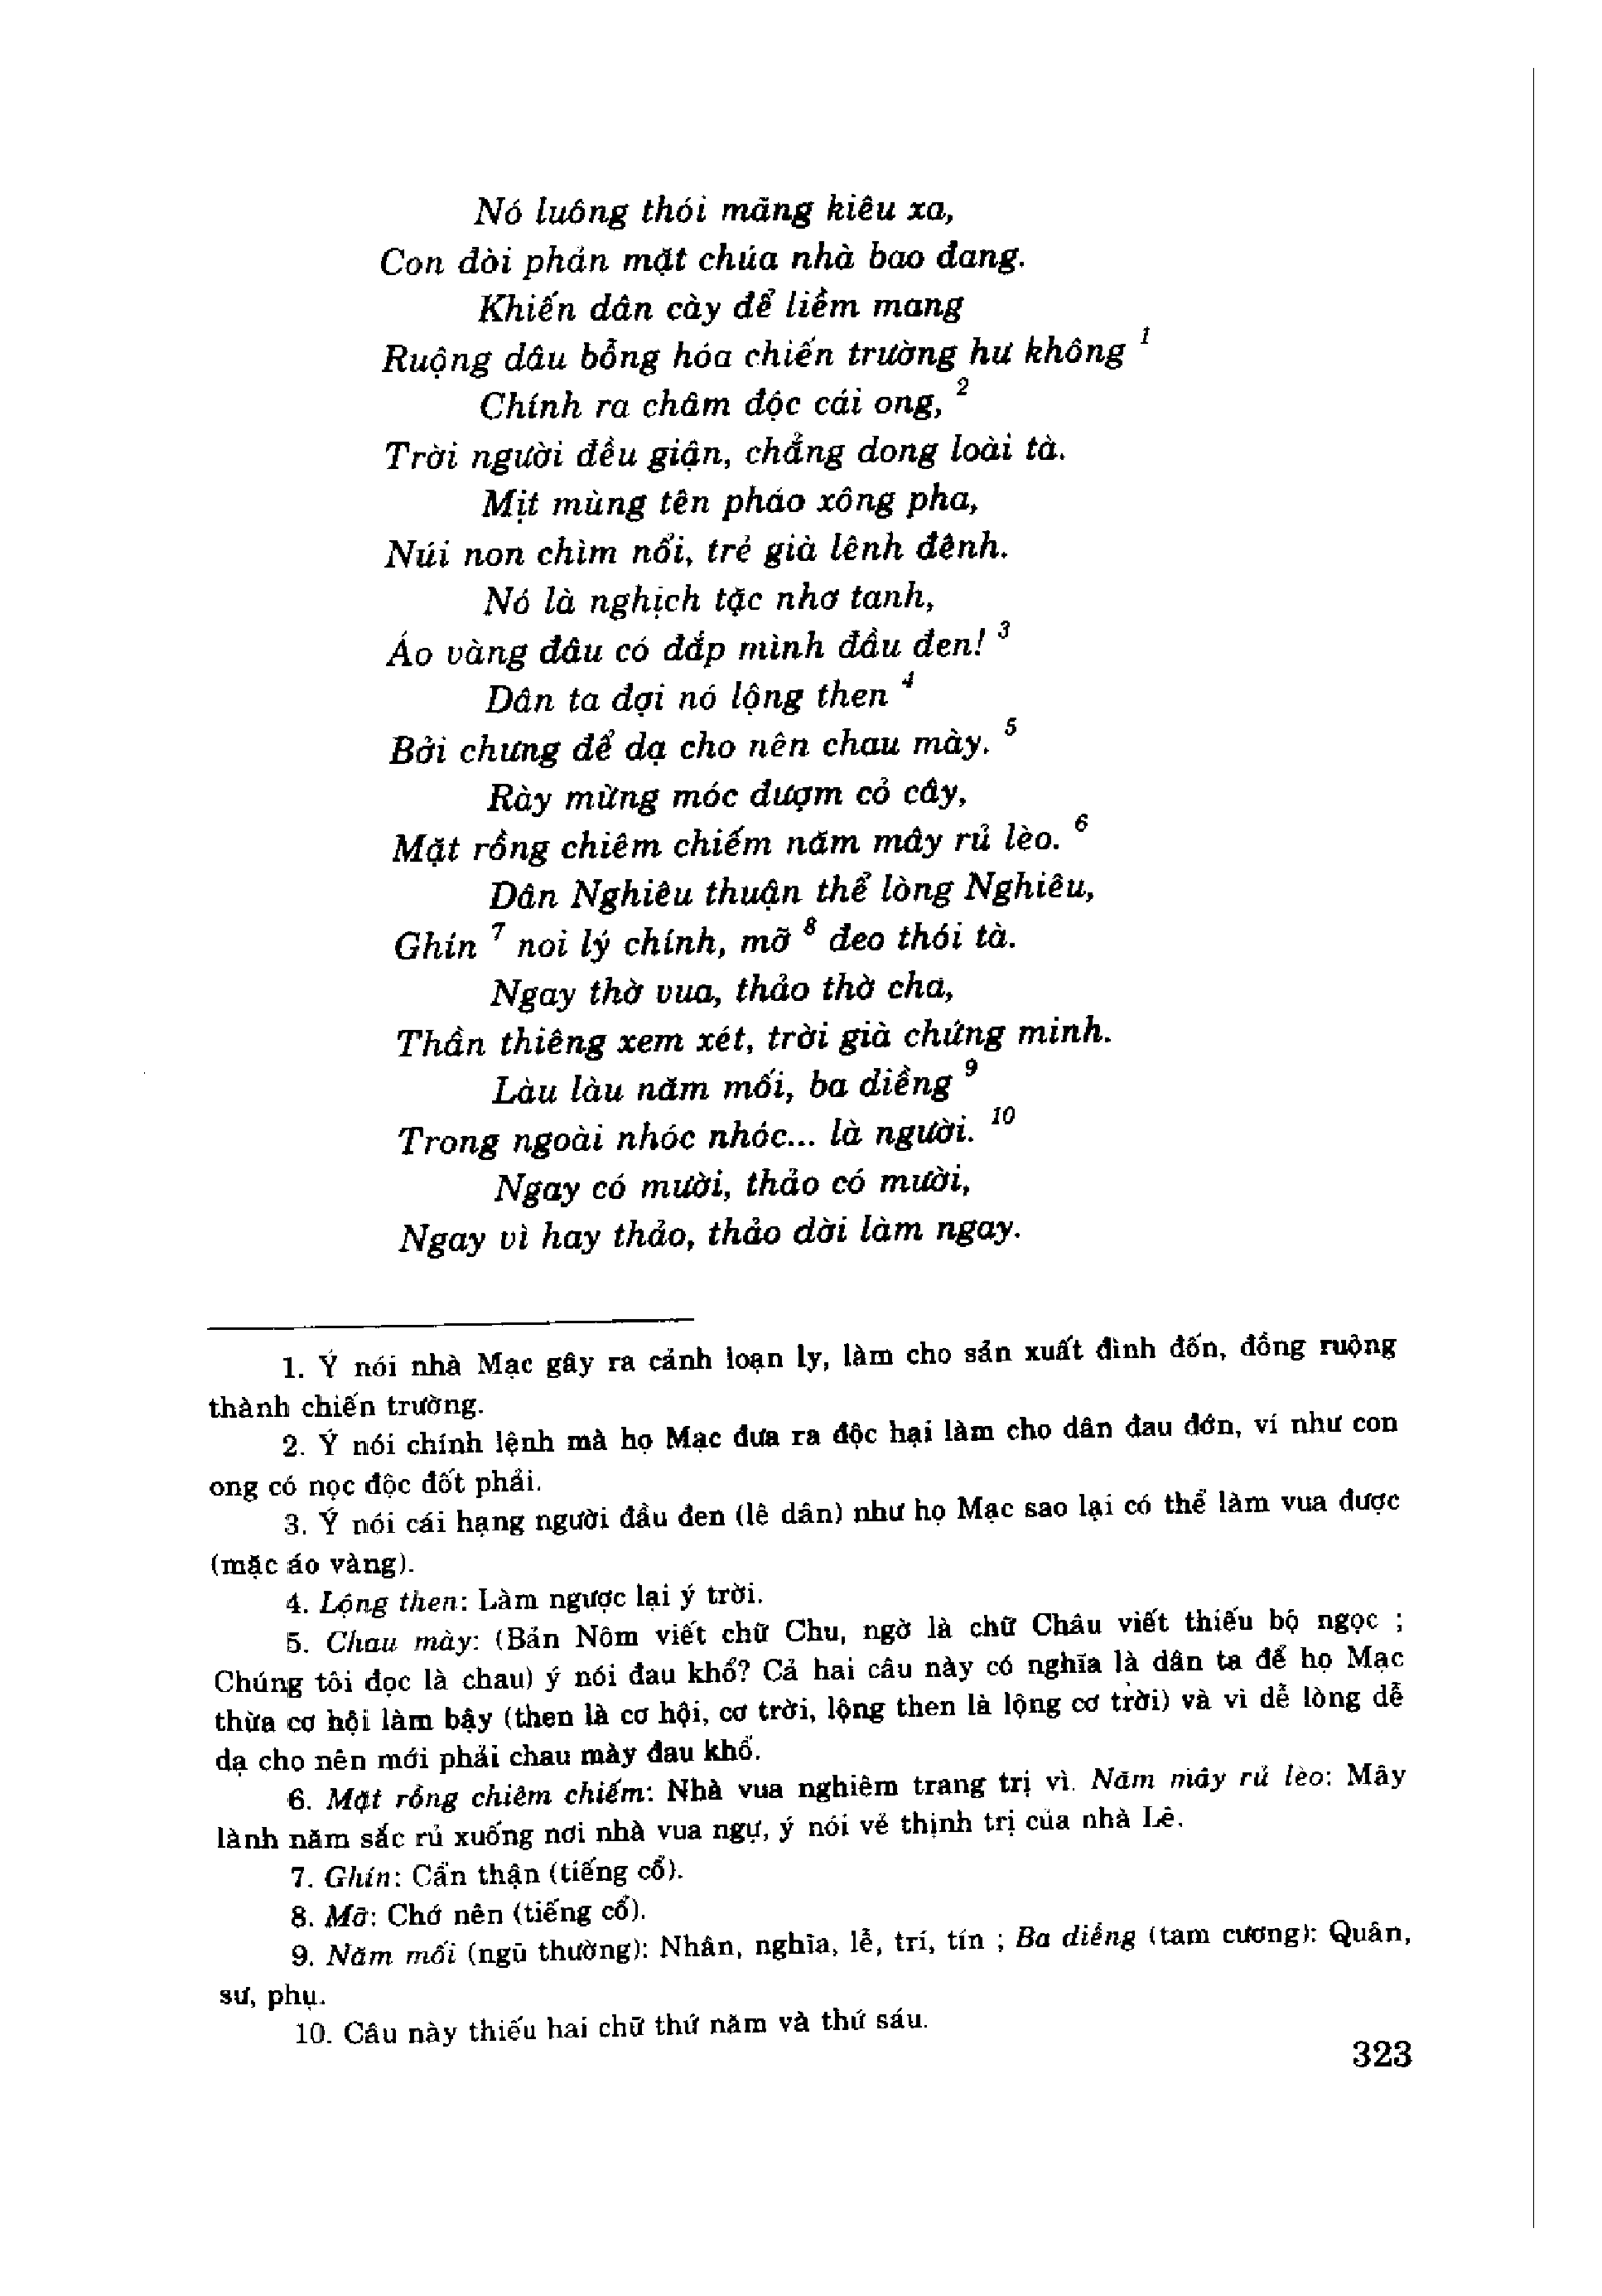 Nó luông thói mãng kiêu xa,
Con đòi phản mặt chúa nhà bao đang.
Khiến dân cày để liềm mang
Ruộng dâu bỗng hóa chiến trường hư không 1
Chính ra châm độc cái ong, 2
Trời người đều giận, chẳng dong loài tà.
Mịt mùng tên pháo xông pha,
Núi non chìm nổi, trẻ già lênh đênh.
Nó là nghịch tặc nhơ tanh,
Áo vàng đâu có đắp mình đầu đen! 3
Dân ta đợi nó lộng then 4
Bởi chưng để dạ cho nên chau mày. 5
Rày mừng móc đượm cỏ cây,
Mặt rồng chiêm chiếm năm mây rủ lèo. 6
Dân Nghiêu thuận thể lòng Nghiêu,
Ghín 7 noi lý chính, mỡ 8 đeo thói tà.
Ngay thờ vua, thảo thờ cha,
Thần thiêng xem xét, trời già chứng minh.
Làu làu năm mối, ba diềng 9
Trong ngoài nhóc nhóc... là người. 10
Ngay có mười, thảo có mười,
Ngay vì hay thảo, thảo dời làm ngay.
1. Ý nói nhà Mạc gây ra cảnh loạn ly, làm cho sản xuất đình đốn, đồng ruộng
thành chiến trường.
2. Ý nói chính lệnh mà họ Mạc đưa ra độc hại làm cho dân đau đớn, ví như con
ong có nọc độc đốt phải.
3. Ý nói cái hạng người đầu đen (lê dân) như họ Mạc sao lại có thể làm vua được
(mặc áo vàng).
4. Lộng then: Làm ngược lại ý trời.
5. Chau mày: (Bản Nôm viết chữ Chu, ngờ là chữ Châu viết thiếu bộ ngọc ;
Chúng tôi đọc là chau) ý nói đau khổ? Cả hai câu này có nghĩa là dân ta để họ Mạc
thừa cơ hội làm bậy (then là cơ hội, cơ trời, lộng then là lộng cơ trời) và vì dễ lòng dễ
dạ cho nên mới phải chau mày đau khổ.
6. Mặt rồng chiêm chiếm: Nhà vua nghiêm trang trị vì. Năm mây rủ lèo: Mây
lành năm sắc rủ xuống nơi nhà vua ngự, ý nói vẻ thịnh trị của nhà Lê.
7. Ghín: Cẩn thận (tiếng cổ).
8. Mỡ: Chớ nên (tiếng cổ).
9. Năm mối (ngũ thường): Nhân, nghĩa, lễ, trí, tín ; Ba diềng (tam cương): Quân,
sư, phụ.
10. Câu này thiếu hai chữ thứ năm và thứ sáu.
323